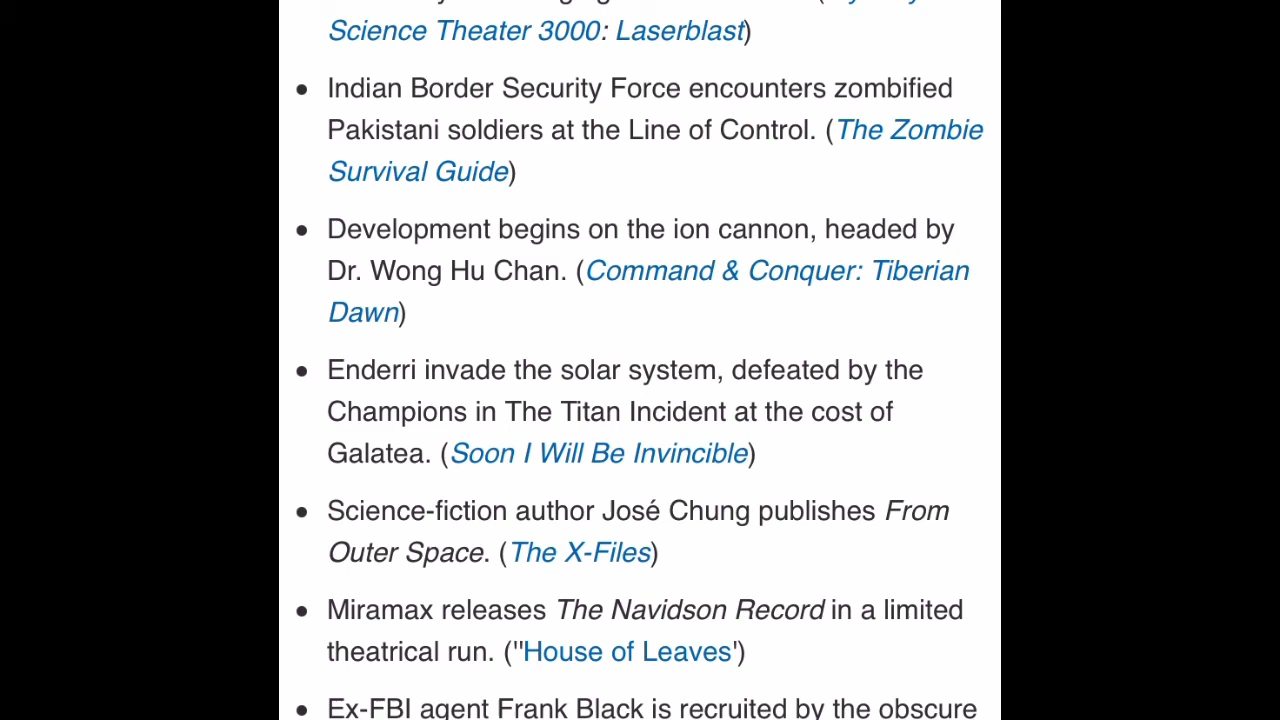 Science Theater 3000: Laserblast)
• Indian Border Security Force encounters zombified
Pakistani soldiers at the Line of Control. (The Zombie
Survival Guide)
• Development begins on the ion cannon, headed by
Dr. Wong Hu Chan. (Command & Conquer: Tiberian
Dawn)
• Enderri invade the solar system, defeated by the
Champions in The Titan Incident at the cost of
Galatea. (Soon I Will Be Invincible)
• Science-fiction author José Chung publishes From
Outer Space. (The X-Files)
• Miramax releases The Navidson Record in a limited
theatrical run. ("House of Leaves')
• Ex-FBI agent Frank Black is recruited by the obscure